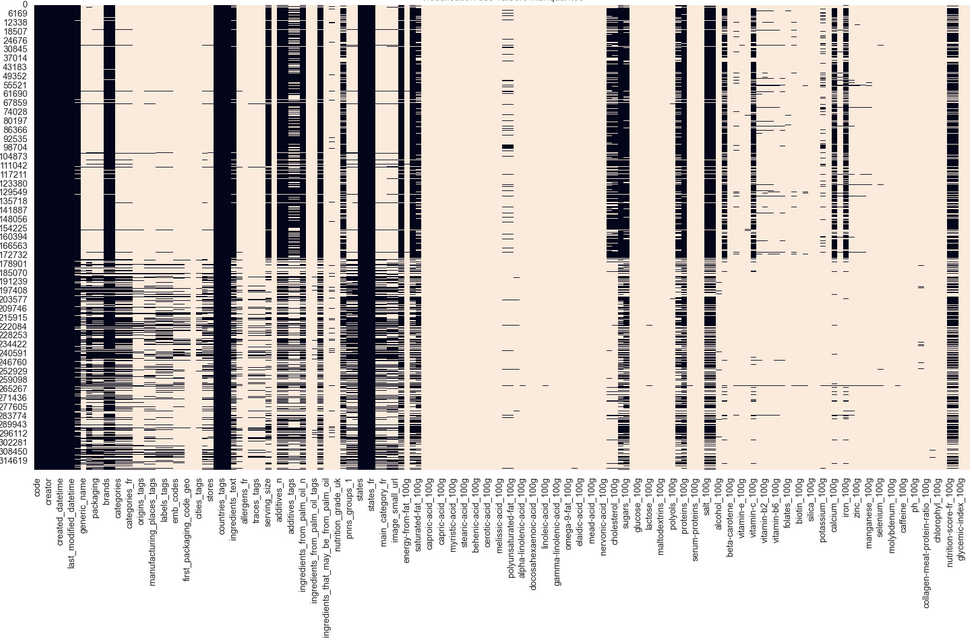 0
6169
12338
18507
24676
30845
37014
43183
49352
55521
61690
67859
74028
80197
86366
92535
98704
104873
111042
117211
123380
129549
135718
141887
148056
154225
160394
166563
172732
178901
185070
191239
197408
203577
209746
215915
222084
228253
234422
240591
246760
252929
259098
265267
271436
277605
283774
289943
296112
302281
308450
314619
code
creator
created_datetime
last_modified_datetime
generic_name
packaging
brands
categories
categories_fr
origins_tags
manufacturing_places_tags
labels_tags
emb_codes
first_packaging_code_geo
cities_tags
stores
countries_tags
ingredients_text
allergens_fr
traces_tags
serving_size
additives_n
additives_tags
ingredients_from_palm_oil_n
ingredients_from_palm_oil_tags
ingredients_that_may_be_from_palm_oil
nutrition_grade_uk
pnns_groups_1
states
states_fr
main_category_fr
image_small_url
energy-from-fat_100g
saturated-fat_100g
caproic-acid_100g
capric-acid_100g
myristic-acid_100g
stearic-acid_100g
behenic-acid_100g
cerotic-acid_100g
melissic-acid_100g
polyunsaturated-fat_100g
alpha-linolenic-acid_100g
docosahexaenoic-acid_100g
linoleic-acid_100g
gamma-linolenic-acid_100g
omega-9-fat_100g
elaidic-acid_100g
mead-acid_100g
nervonic-acid_100g
cholesterol_100g
sugars_100g
glucose_100g
lactose_100g
maltodextrins_100g
polyols_100g
proteins_100g
serum-proteins_100g
salt_100g
alcohol_100g
beta-carotene_100g
vitamin-e_100g
vitamin-c_100g
vitamin-b2_100g
vitamin-b6_100g
folates_100g
biotin_100g
silica_100g
potassium_100g
calcium_100g
iron_100g
zinc_100g
manganese_100g
selenium_100g
molybdenum_100g
caffeine_100g
ph_100g
collagen-meat-protein-ratio_100g
chlorophyl_100g
nutrition-score-fr_100g
glycemic-index_100g